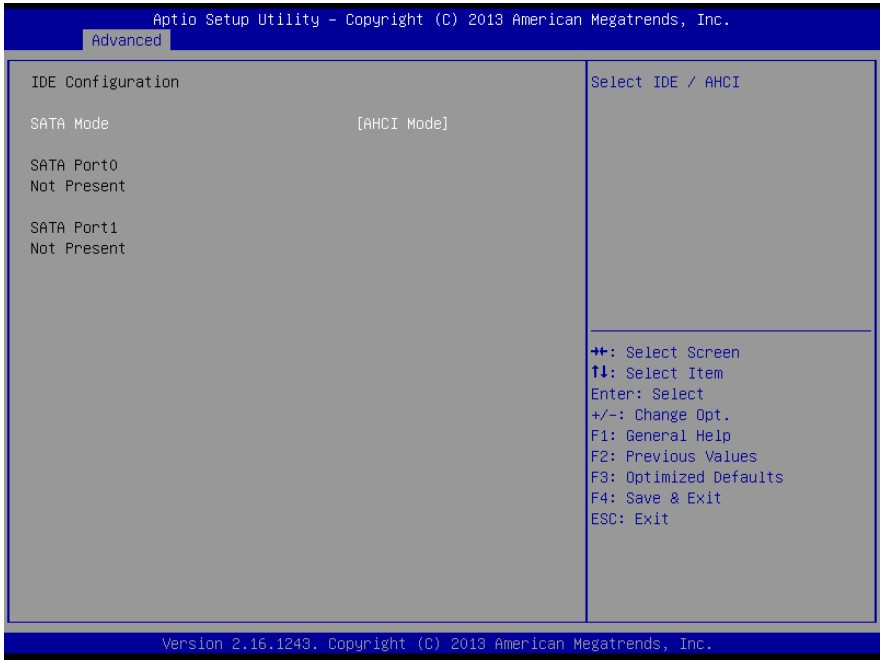 Aptio Setup Utility – Copyright (C) 2013 American Megatrends, Inc.
Advanced
IDE Configuration
SATA Mode [AHCI Mode]
SATA Port0
Not Present
SATA Port1
Not Present
Select IDE / AHCI
→←: Select Screen
↑↓: Select Item
Enter: Select
+/-: Change Opt.
F1: General Help
F2: Previous Values
F3: Optimized Defaults
F4: Save & Exit
ESC: Exit
Version 2.16.1243. Copyright (C) 2013 American Megatrends, Inc.